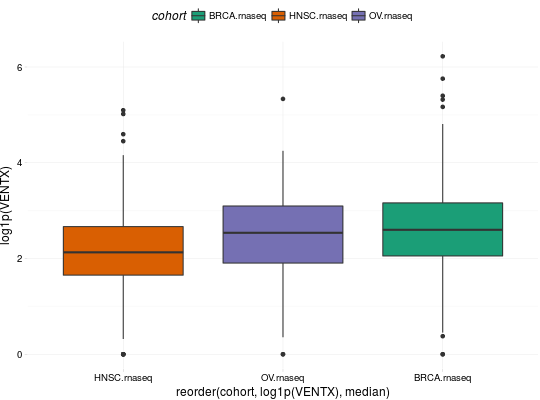 cohort BRCA.rnaseq HNSC.rnaseq OV.rnaseq
6
4
2
0
log1p(VENTX)
HNSC.rnaseq OV.rnaseq BRCA.rnaseq
reorder(cohort, log1p(VENTX), median)